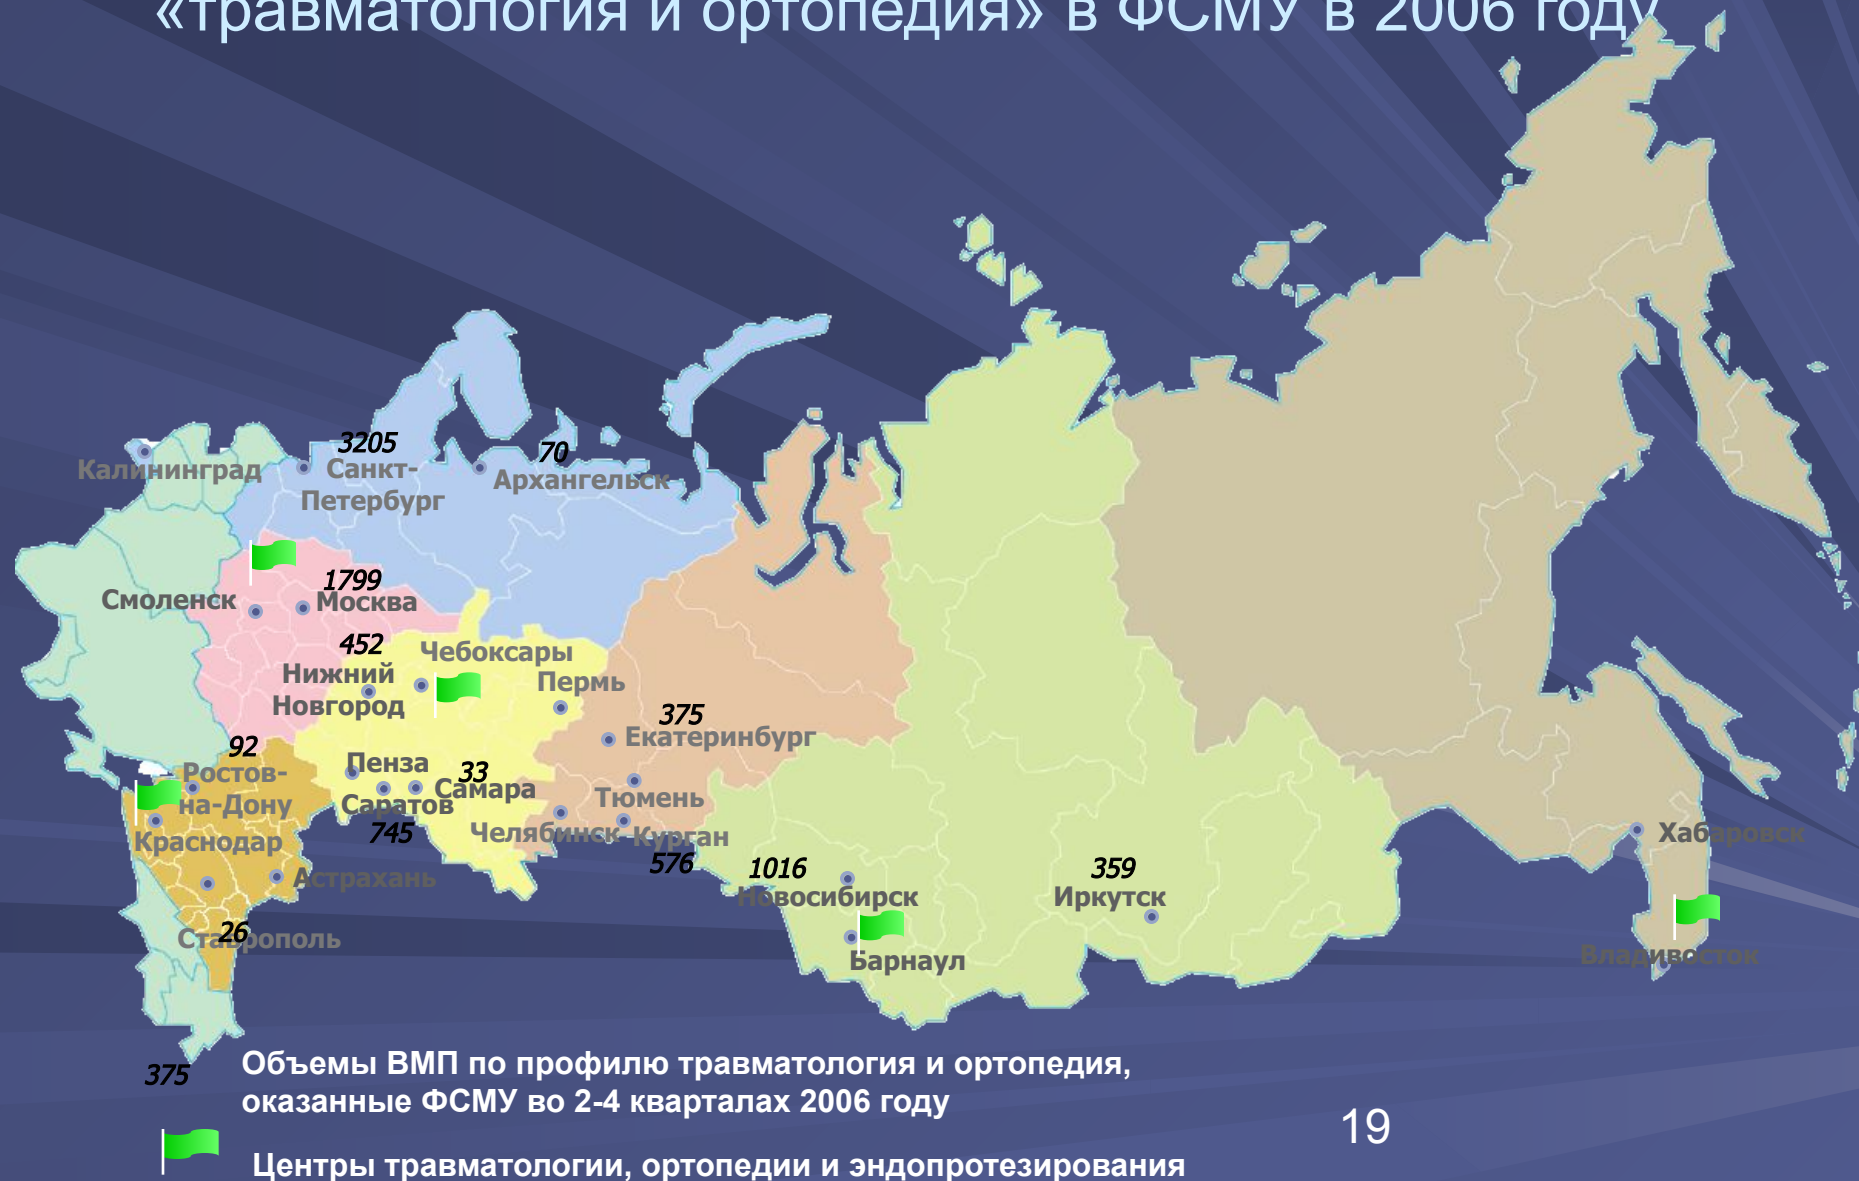 «травматология и ортопедия» в ФСМУ в 2006 году
3205
70
Калининград
Санкт-
Петербург
Архангельск
1799
Смоленск
Москва
452
Чебоксары
Нижний
Новгород
Пермь
375
Екатеринбург
92
Ростов-
на-Дону
Пенза
33
Самара
Саратов
745
Тюмень
Челябинск
Курган
576
Краснодар
Астрахань
26
Ставрополь
1016
Новосибирск
Барнаул
359
Иркутск
Хабаровск
Владивосток
375
Объемы ВМП по профилю травматология и ортопедия,
оказанные ФСМУ во 2-4 кварталах 2006 году
19
Центры травматологии, ортопедии и эндопротезирования